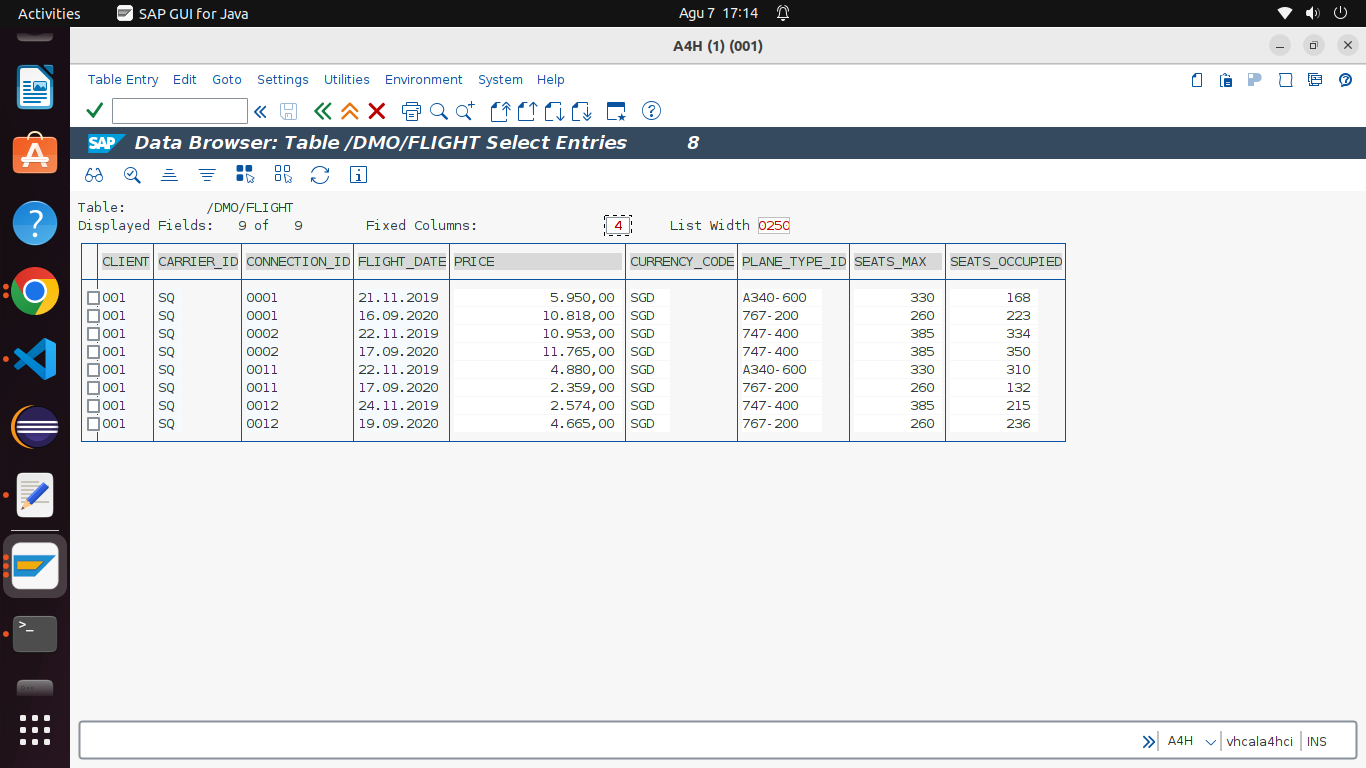 Activities SAP GUI for Java Agu 7 17:14
A4H (1) (001)
Table Entry Edit Goto Settings Utilities Environment System Help
SAP Data Browser: Table /DMO/FLIGHT Select Entries 8
Table: /DMO/FLIGHT
Displayed Fields: 9 of 9 Fixed Columns: 4 List Width 0250
CLIENT CARRIER_ID CONNECTION_ID FLIGHT_DATE PRICE CURRENCY_CODE PLANE_TYPE_ID SEATS_MAX SEATS_OCCUPIED
001 SQ 0001 21.11.2019 5.950,00 SGD A340-600 330 168
001 SQ 0001 16.09.2020 10.818,00 SGD 767-200 260 223
001 SQ 0002 22.11.2019 10.953,00 SGD 747-400 385 334
001 SQ 0002 17.09.2020 11.765,00 SGD 747-400 385 350
001 SQ 0011 22.11.2019 4.880,00 SGD A340-600 330 310
001 SQ 0011 17.09.2020 2.359,00 SGD 767-200 260 132
001 SQ 0012 24.11.2019 2.574,00 SGD 747-400 385 215
001 SQ 0012 19.09.2020 4.665,00 SGD 767-200 260 236
A4H vhcala4hci INS